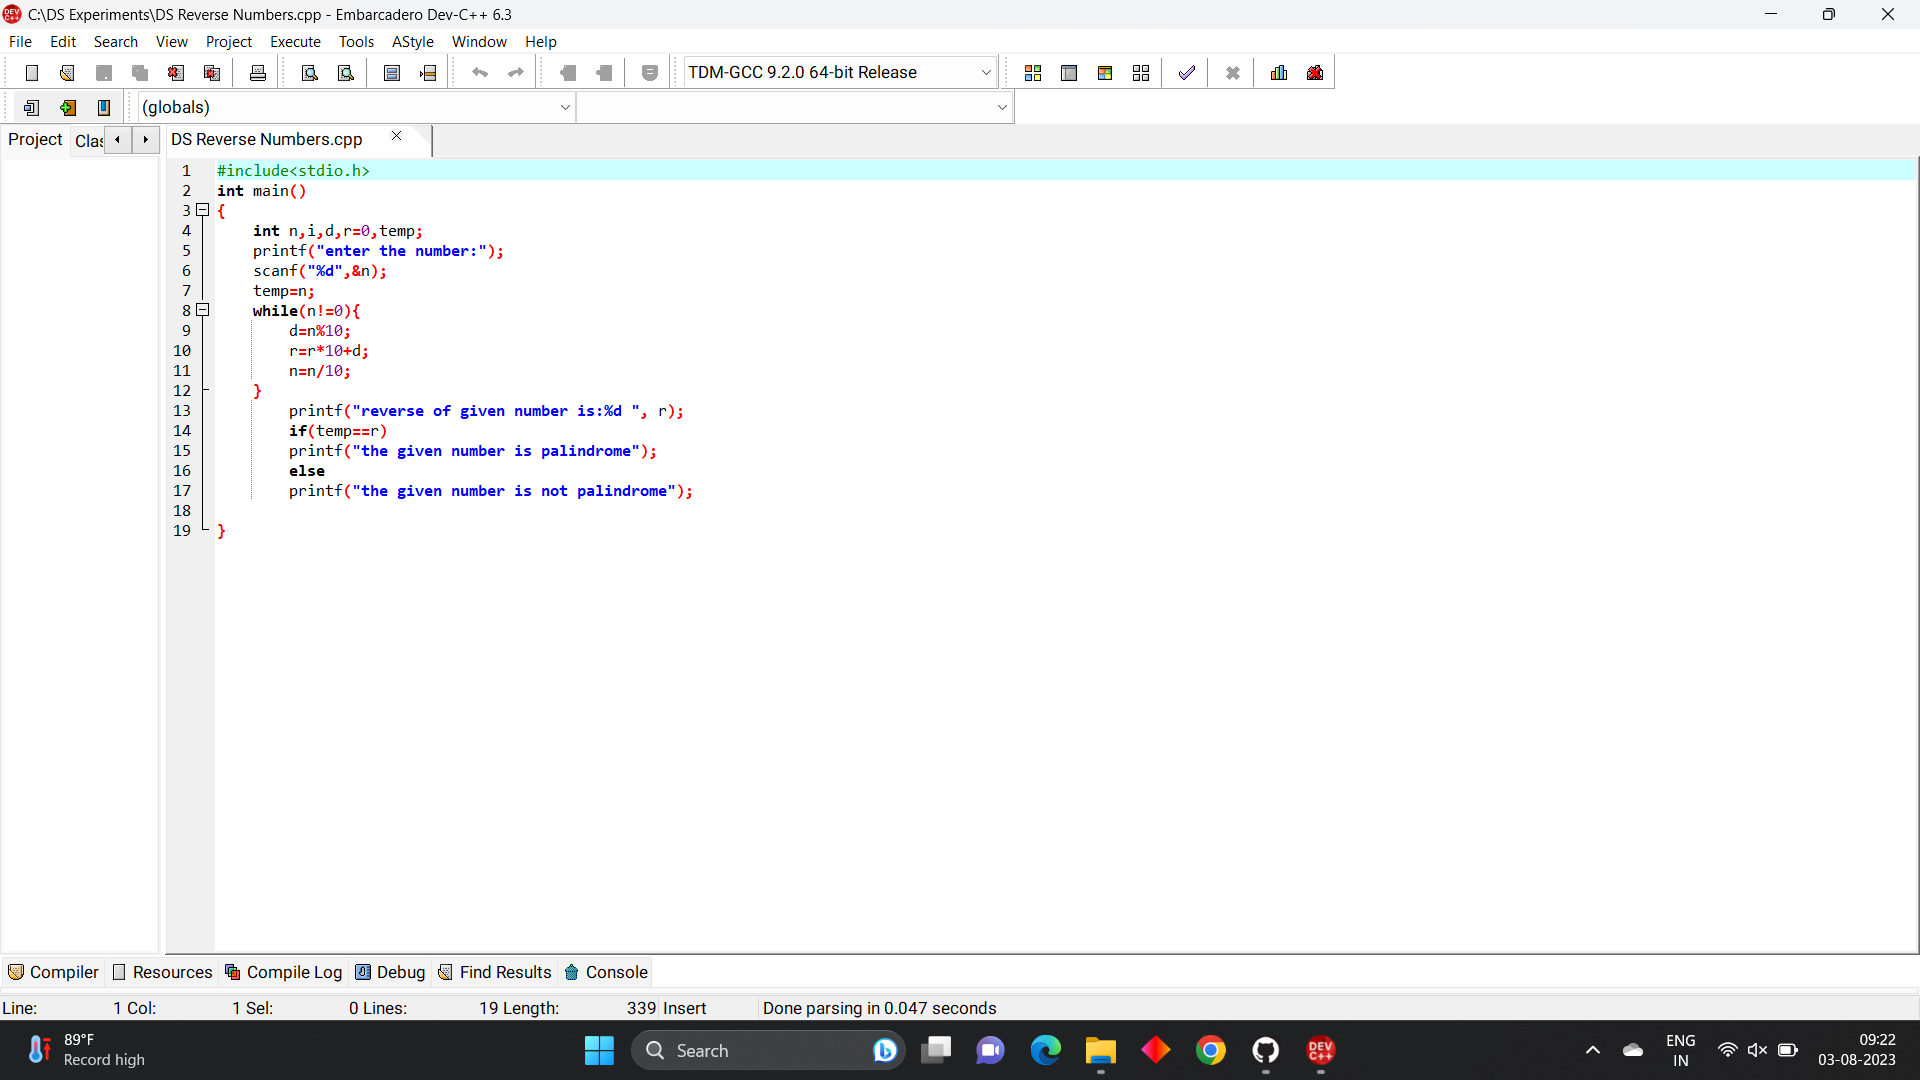 C:\DS Experiments\DS Reverse Numbers.cpp - Embarcadero Dev-C++ 6.3
File Edit Search View Project Execute Tools AStyle Window Help
TDM-GCC 9.2.0 64-bit Release
(globals)
Project Clas DS Reverse Numbers.cpp
1 #include<stdio.h>
2 int main()
3 {
4 int n,i,d,r=0,temp;
5 printf("enter the number:");
6 scanf("%d",&n);
7 temp=n;
8 while(n!=0){
9 d=n%10;
10 r=r*10+d;
11 n=n/10;
12 }
13 printf("reverse of given number is:%d ", r);
14 if(temp==r)
15 printf("the given number is palindrome");
16 else
17 printf("the given number is not palindrome");
18
19 }
Compiler Resources Compile Log Debug Find Results Console
Line: 1 Col: 1 Sel: 0 Lines: 19 Length: 339 Insert Done parsing in 0.047 seconds
89°F
Record high
Search
DEV
C++
ENG
IN
09:22
03-08-2023